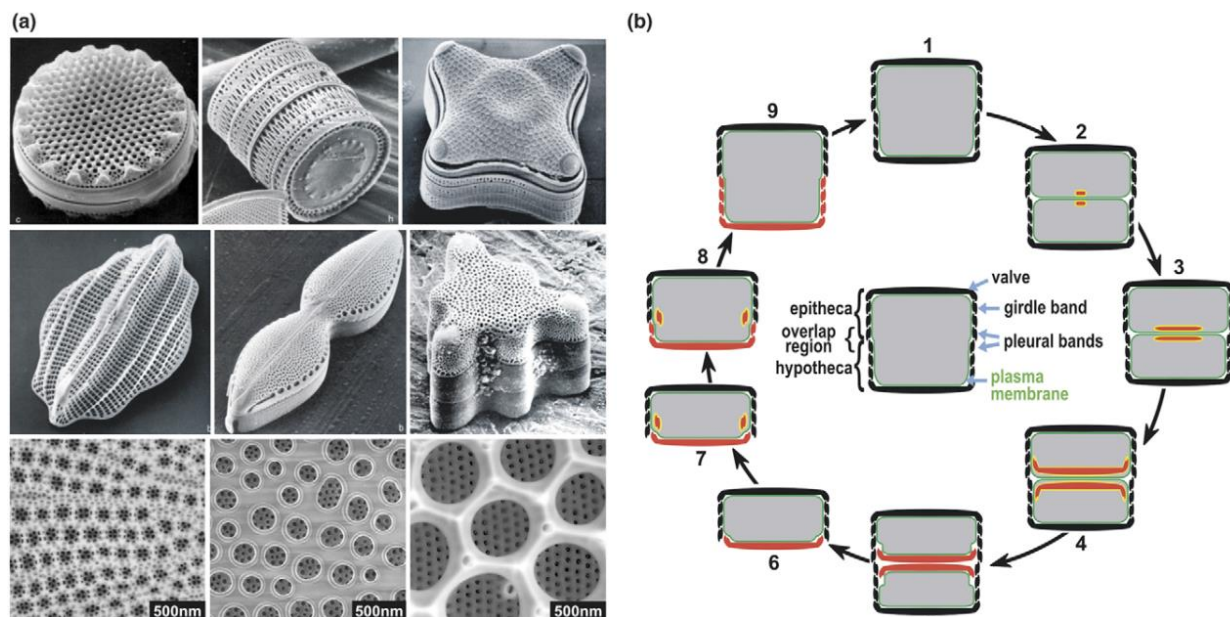 (a)
c
h
b
500nm
500nm
500nm
(b)
1
2
3
4
6
7
8
9
valve
girdle band
pleural bands
plasma
membrane
epitheca
overlap
region
hypotheca